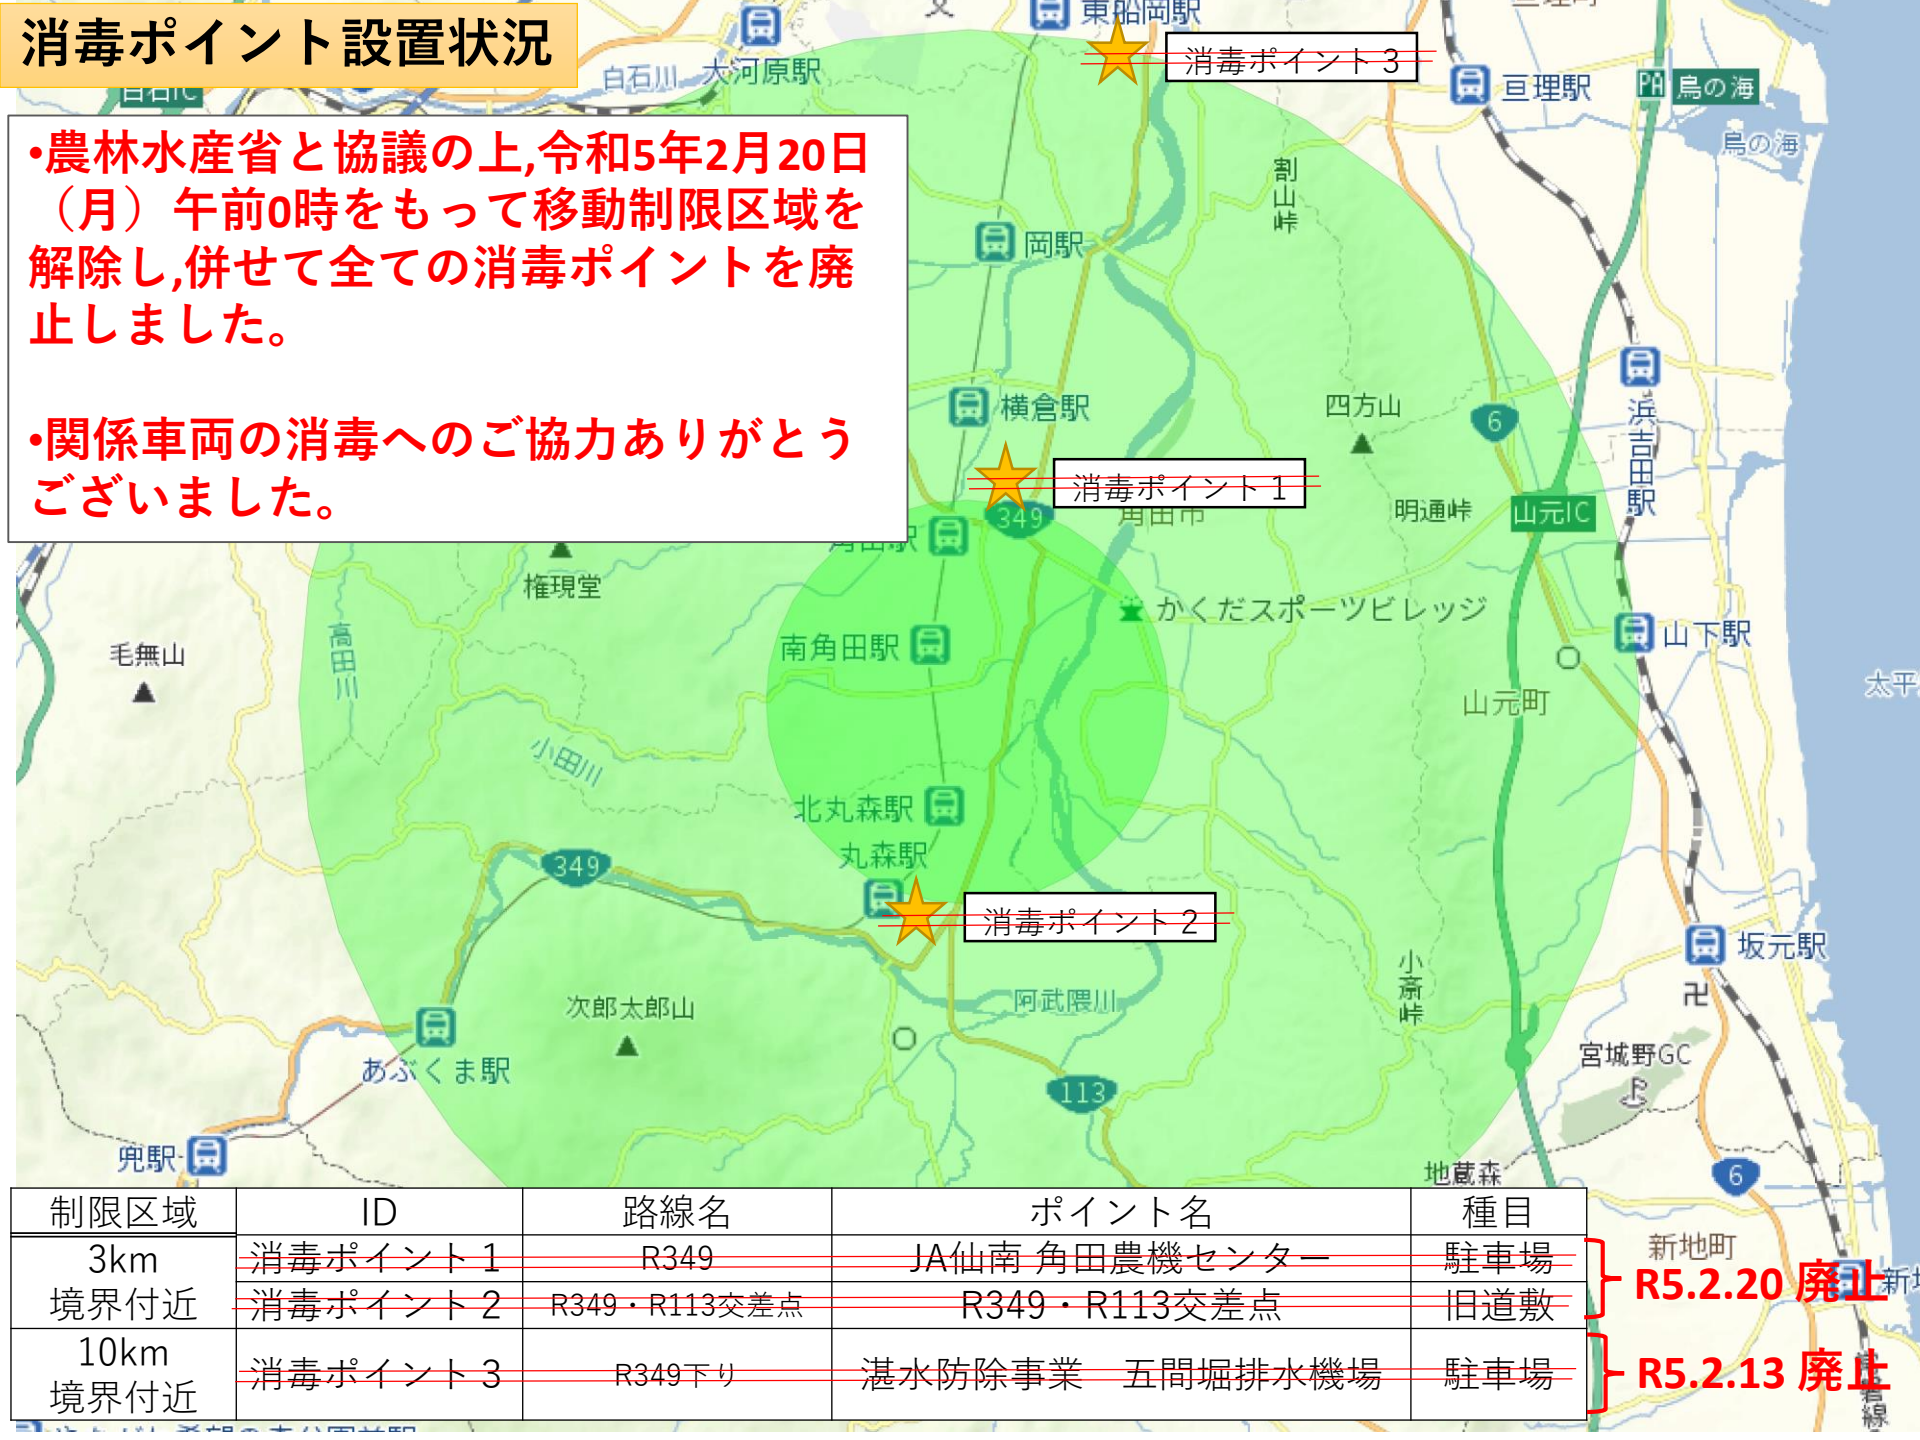 消毒ポイント設置状況
•農林水産省と協議の上,令和5年2月20日
（月）午前0時をもって移動制限区域を
解除し,併せて全ての消毒ポイントを廃
止しました。
•関係車両の消毒へのご協力ありがとう
ございました。
東船岡駅
消毒ポイント3
白石川
大河原駅
白石IC
亘理駅
PA 鳥の海
鳥の海
割山峠
岡駅
横倉駅
四方山
6
浜吉田駅
消毒ポイント1
349
角田市
明通峠
山元IC
角田駅
権現堂
かくだスポーツビレッジ
高田川
南角田駅
山下駅
毛無山
太平
山元町
小田川
北丸森駅
丸森駅
349
消毒ポイント2
坂元駅
小斎峠
阿武隈川
次郎太郎山
宮城野GC
あぶくま駅
113
兜駅
地蔵森
6
新地町
制限区域 ID 路線名 ポイント名 種目
3km
境界付近
消毒ポイント1 R349 JA仙南 角田農機センター 駐車場
消毒ポイント2 R349・R113交差点 R349・R113交差点 旧道敷
R5.2.20 廃止
10km
境界付近
消毒ポイント3 R349下り 湛水防除事業　五間堀排水機場 駐車場
R5.2.13 廃止